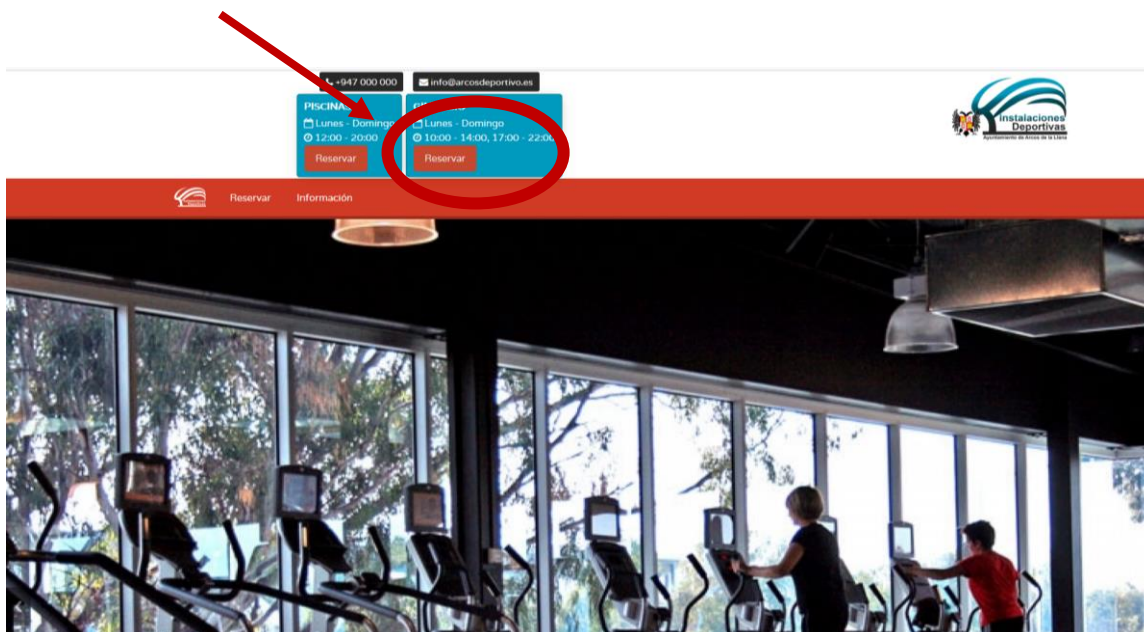 +947 000 000
info@arcosdeportivo.es
PISCINAS
Lunes - Domingo
12:00 - 20:00
Reservar
Lunes - Domingo
10:00 - 14:00, 17:00 - 22:00
Reservar
Instalaciones
Deportivas
Ayuntamiento de Arcos de la Llana
Reservar
Información